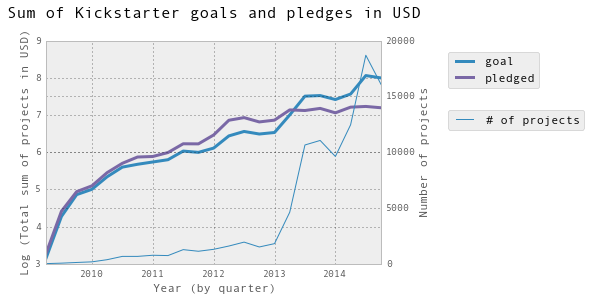 Sum of Kickstarter goals and pledges in USD
Log (Total sum of projects in USD)
9
8
7
6
5
4
3
2010
2011
2012
2013
2014
Year (by quarter)
20000
15000
10000
5000
0
Number of projects
goal
pledged
# of projects